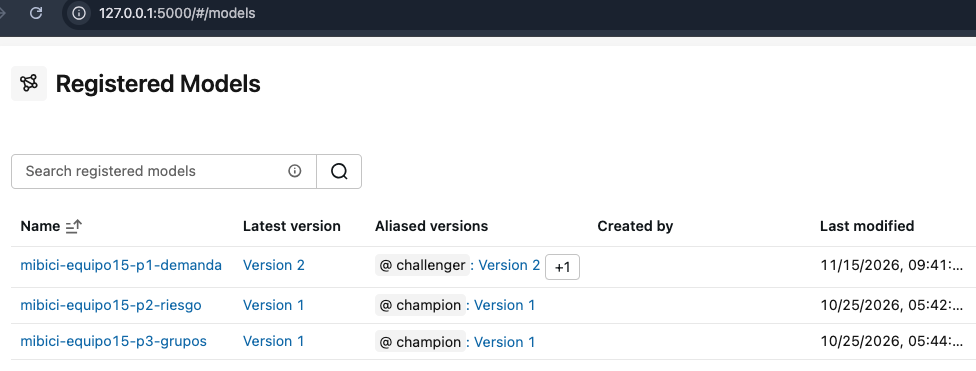 127.0.0.1:5000/#/models
Registered Models
Search registered models
Name Latest version Aliased versions Created by Last modified
mibici-equipo15-p1-demanda Version 2 @ challenger : Version 2 +1 11/15/2026, 09:41:...
mibici-equipo15-p2-riesgo Version 1 @ champion : Version 1 10/25/2026, 05:42:...
mibici-equipo15-p3-grupos Version 1 @ champion : Version 1 10/25/2026, 05:44:...